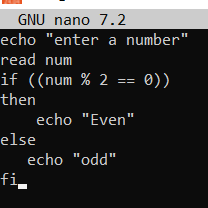 GNU nano 7.2
echo "enter a number"
read num
if ((num % 2 == 0))
then
    echo "Even"
else
   echo "odd"
fi